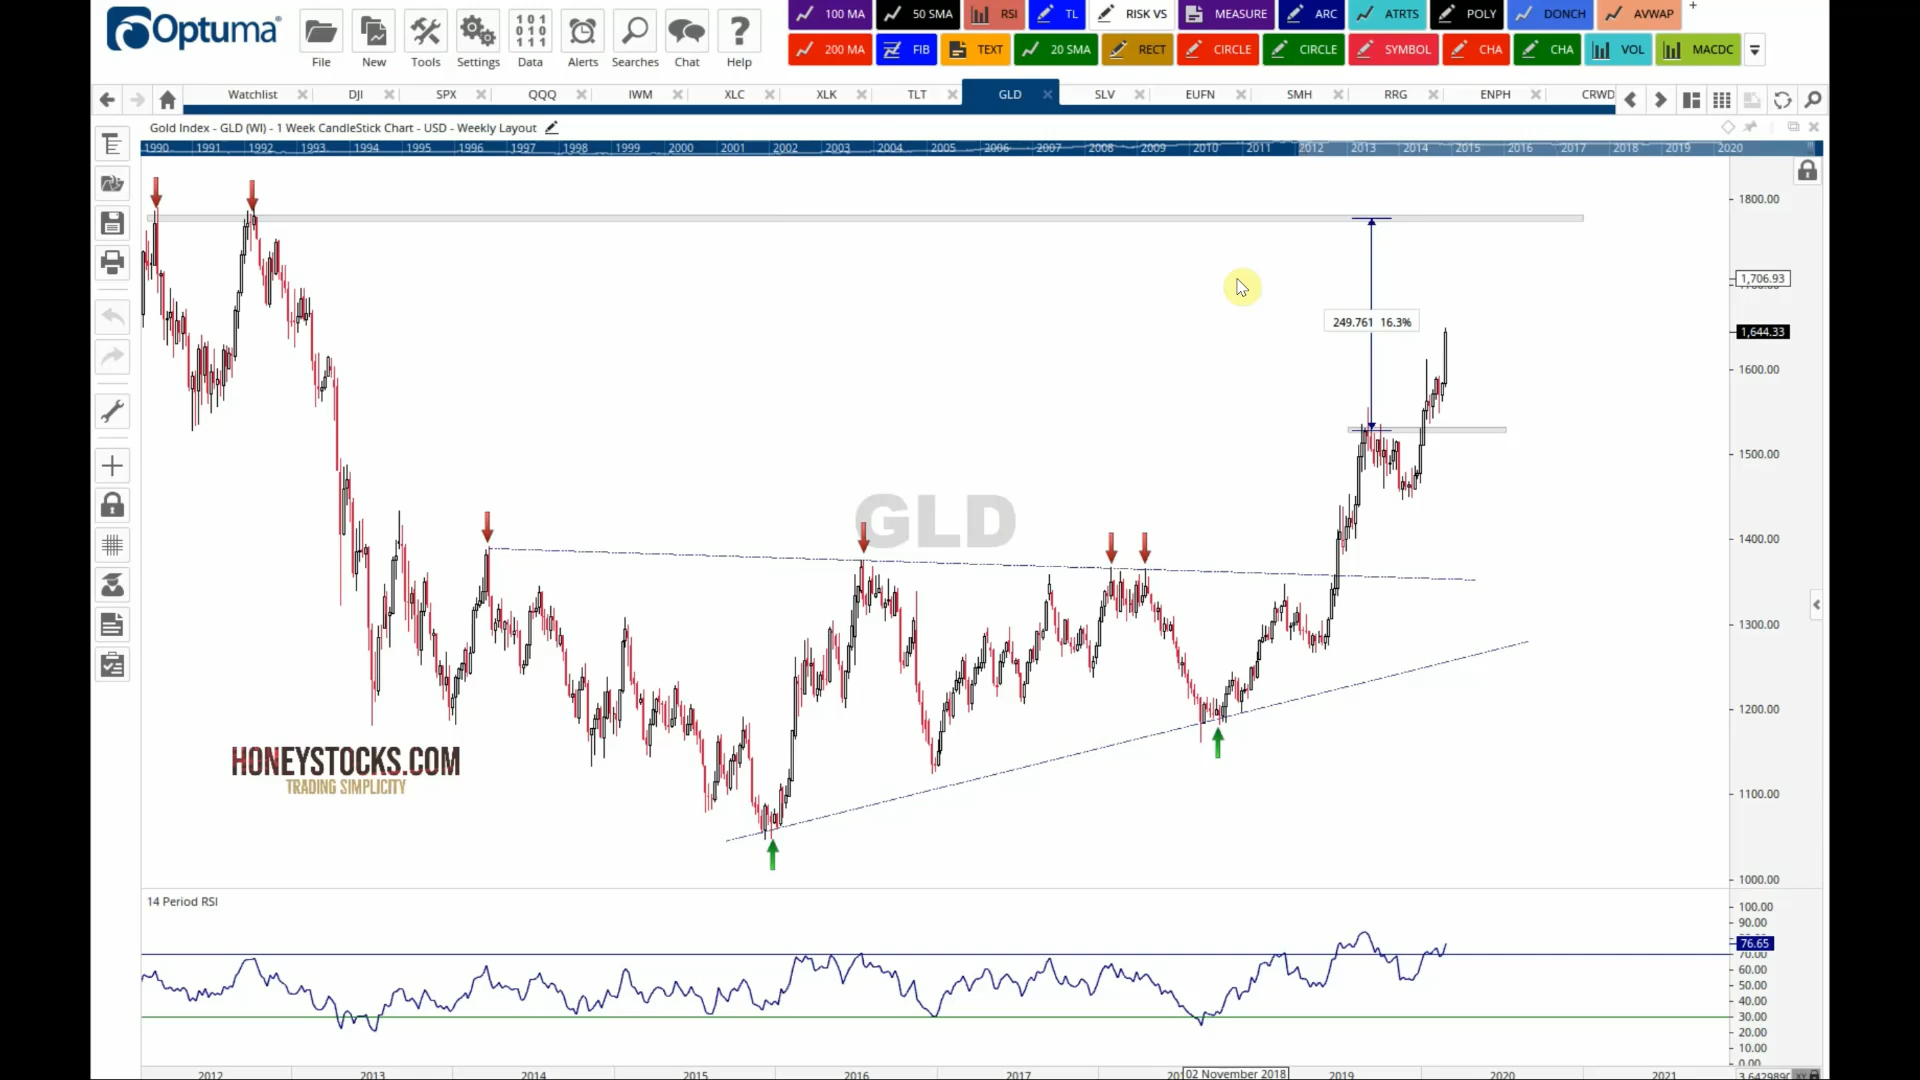 Optuma
File
New
Tools
Settings
Data
Alerts
Searches
Chat
Help
100 MA
50 SMA
RSI
TL
RISK VS
MEASURE
ARC
ATRTS
POLY
DONCH
AVWAP
200 MA
FIB
TEXT
20 SMA
RECT
CIRCLE
CIRCLE
SYMBOL
CHA
CHA
VOL
MACDC
Watchlist
DJI
SPX
QQQ
IWM
XLC
XLK
TLT
GLD
SLV
EUFN
SMH
RRG
ENPH
CRWD
Gold Index - GLD (WI) - 1 Week CandleStick Chart - USD - Weekly Layout
1990 1991 1992 1993 1994 1995 1996 1997 1998 1999 2000 2001 2002 2003 2004 2005 2006 2007 2008 2009 2010 2011 2012 2013 2014 2015 2016 2017 2018 2019 2020
1800.00
1,706.93
249.761 16.3%
1,644.33
1600.00
1500.00
GLD
1400.00
1300.00
1200.00
HONEYSTOCKS.COM
TRADING SIMPLICITY
1100.00
1000.00
14 Period RSI
100.00
90.00
76.65
70.00
60.00
50.00
40.00
30.00
20.00
10.00
0.00
2012 2013 2014 2015 2016 2017 02 November 2018 2019 2020 2021